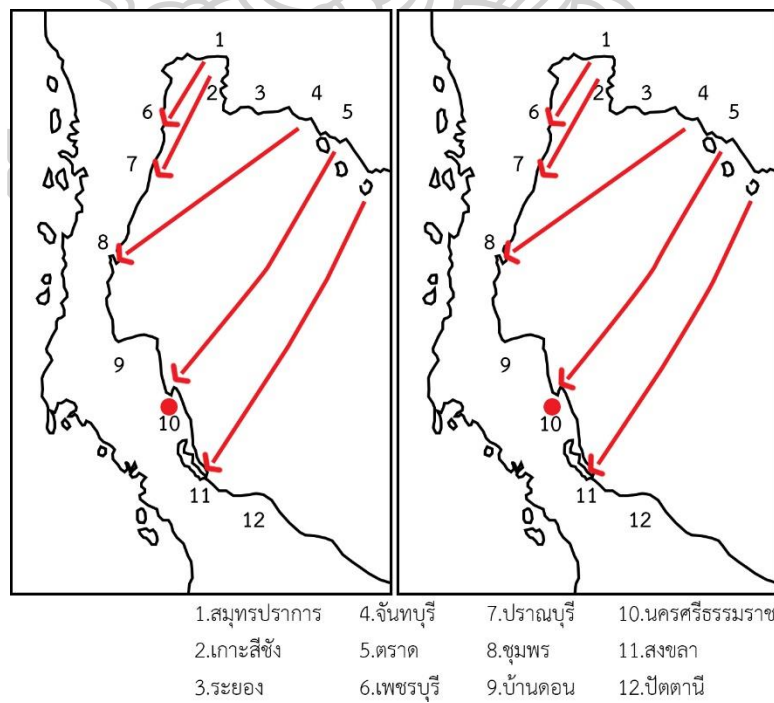 1 1
2 3 4 5 2 3 4 5
6 6
7 7
8 8
9 9
10 10
11 11
12 12
1.สมุทรปราการ 4.จันทบุรี 7.ปราณบุรี 10.นครศรีธรรมราช
2.เกาะสีชัง 5.ตราด 8.ชุมพร 11.สงขลา
3.ระยอง 6.เพชรบุรี 9.บ้านดอน 12.ปัตตานี